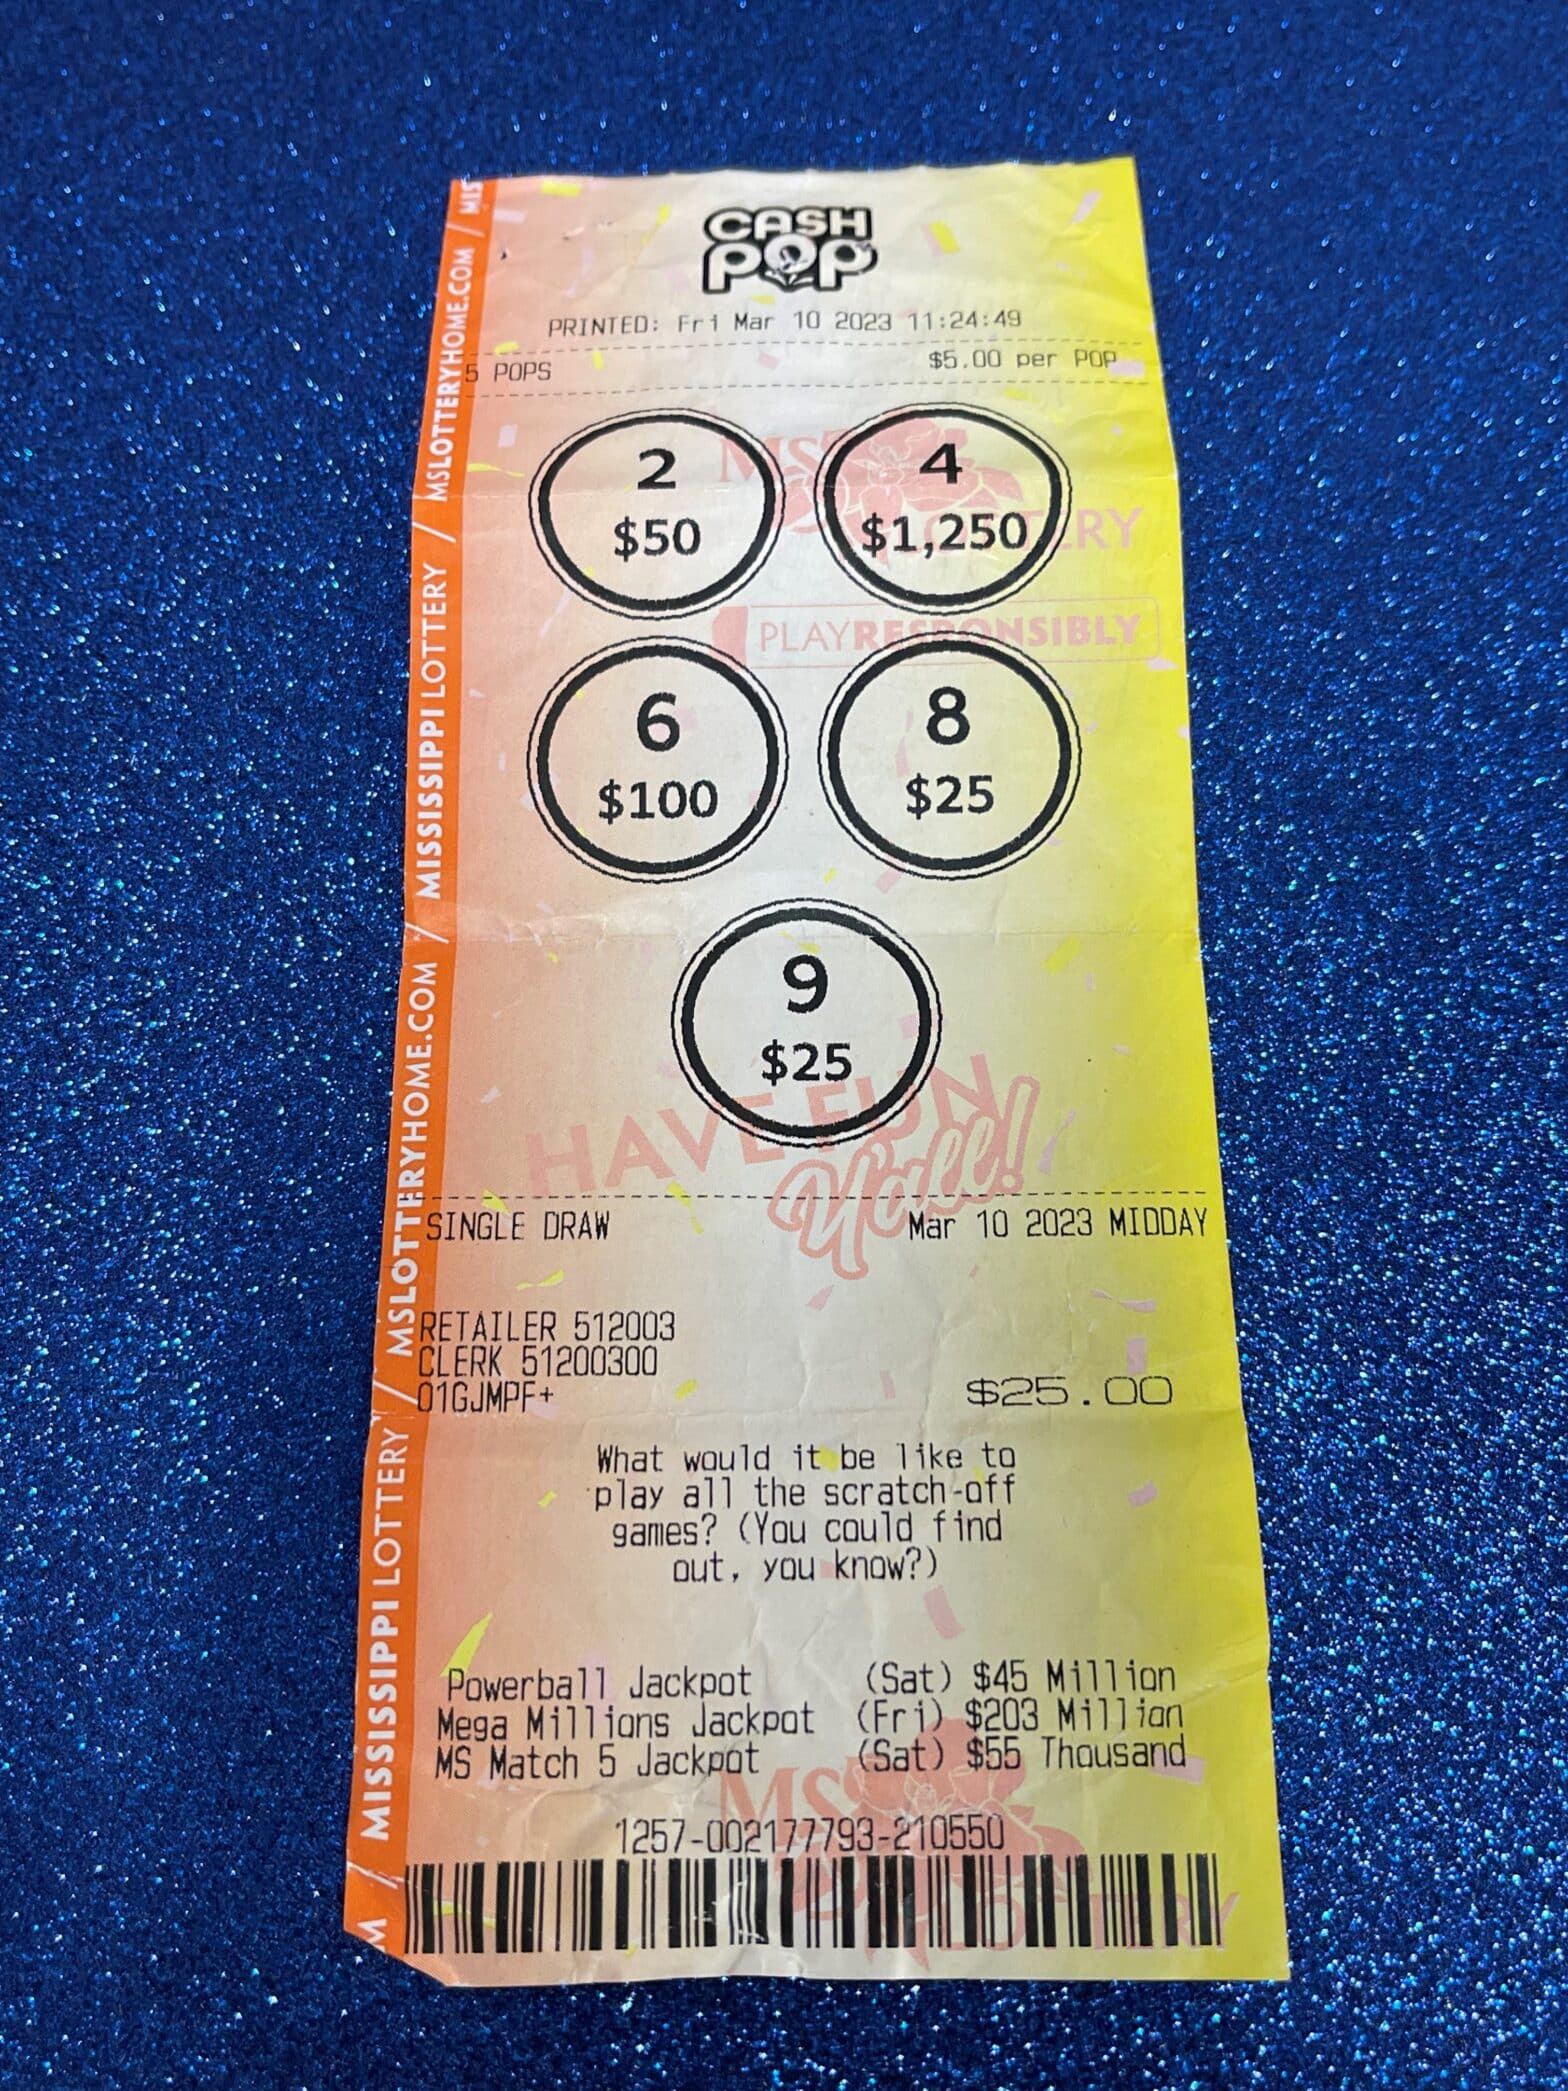 CASH
POP
PRINTED: Fri Mar 10 2023 11:24:49
5 POPS $5.00 per POP
2 4
$50 $1,250
6 8
$100 $25
9
$25
SINGLE DRAW Mar 10 2023 MIDDAY
RETAILER 512003
CLERK 51200300
01GJMPF+
$25.00
What would it be like to
play all the scratch-off
games? (You could find
out, you know?)
Powerball Jackpot (Sat) $45 Million
Mega Millions Jackpot (Fri) $203 Million
MS Match 5 Jackpot (Sat) $55 Thousand
1257-002177793-210550
MS LOTTERY
PLAYRESPONSIBLY
HAVE FUN
Y'all!
MS LOTTERY
M / MISSISSIPPI LOTTERY / MSLOTTERYHOME.COM / MISSISSIPPI LOTTERY / MSLOTTERYHOME.COM / MIS